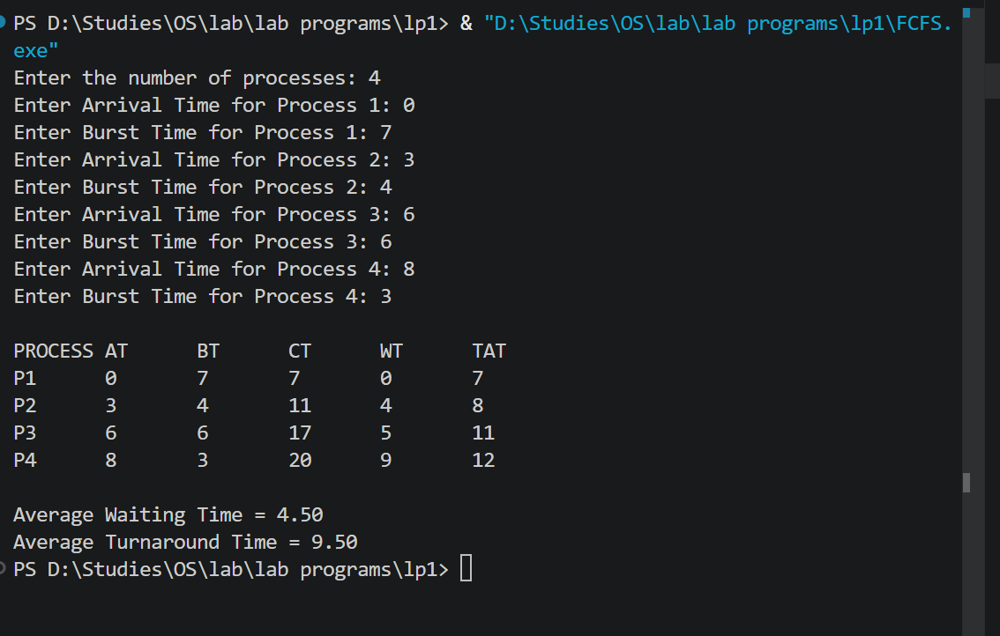 PS D:\Studies\OS\lab\lab programs\lp1> & "D:\Studies\OS\lab\lab programs\lp1\FCFS.
exe"
Enter the number of processes: 4
Enter Arrival Time for Process 1: 0
Enter Burst Time for Process 1: 7
Enter Arrival Time for Process 2: 3
Enter Burst Time for Process 2: 4
Enter Arrival Time for Process 3: 6
Enter Burst Time for Process 3: 6
Enter Arrival Time for Process 4: 8
Enter Burst Time for Process 4: 3
PROCESS AT BT CT WT TAT
P1 0 7 7 0 7
P2 3 4 11 4 8
P3 6 6 17 5 11
P4 8 3 20 9 12
Average Waiting Time = 4.50
Average Turnaround Time = 9.50
PS D:\Studies\OS\lab\lab programs\lp1>